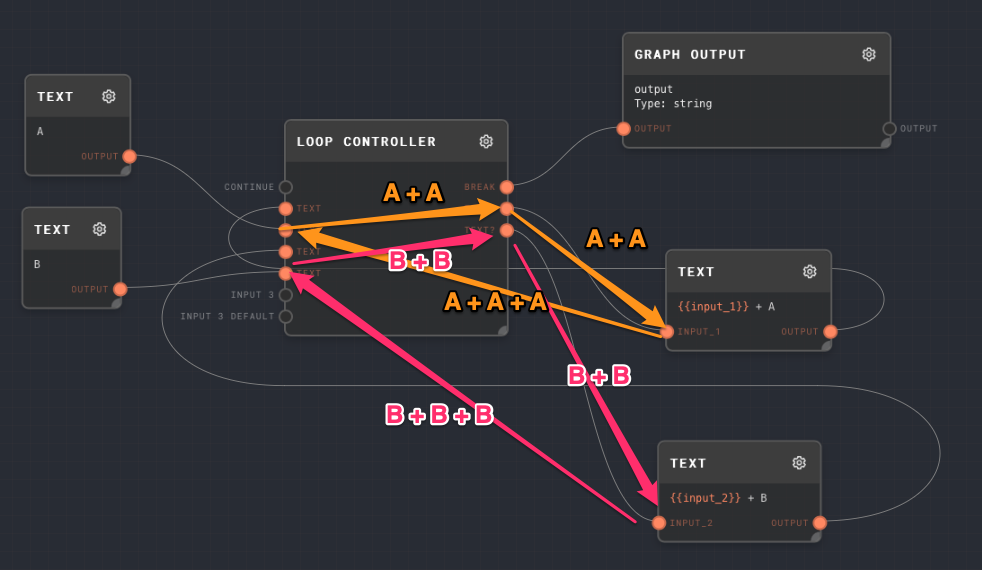 TEXT
A
OUTPUT
TEXT
B
OUTPUT
LOOP CONTROLLER
CONTINUE
BREAK
TEXT
TEXT?
TEXT
TEXT
INPUT 3
INPUT 3 DEFAULT
GRAPH OUTPUT
output
Type: string
OUTPUT
OUTPUT
A + A
B + B
A + A
A + A + A
B + B
B + B + B
TEXT
{{input_1}} + A
INPUT_1
OUTPUT
TEXT
{{input_2}} + B
INPUT_2
OUTPUT